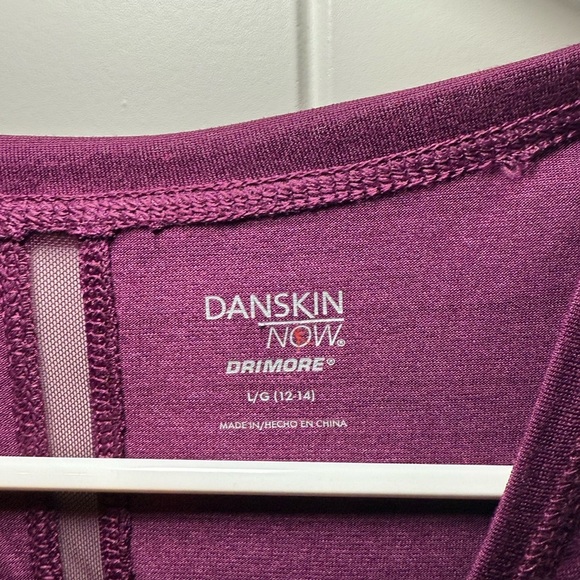 DANSKIN
NOW®
DRIMORE®
L/G (12-14)
MADE IN/HECHO EN CHINA